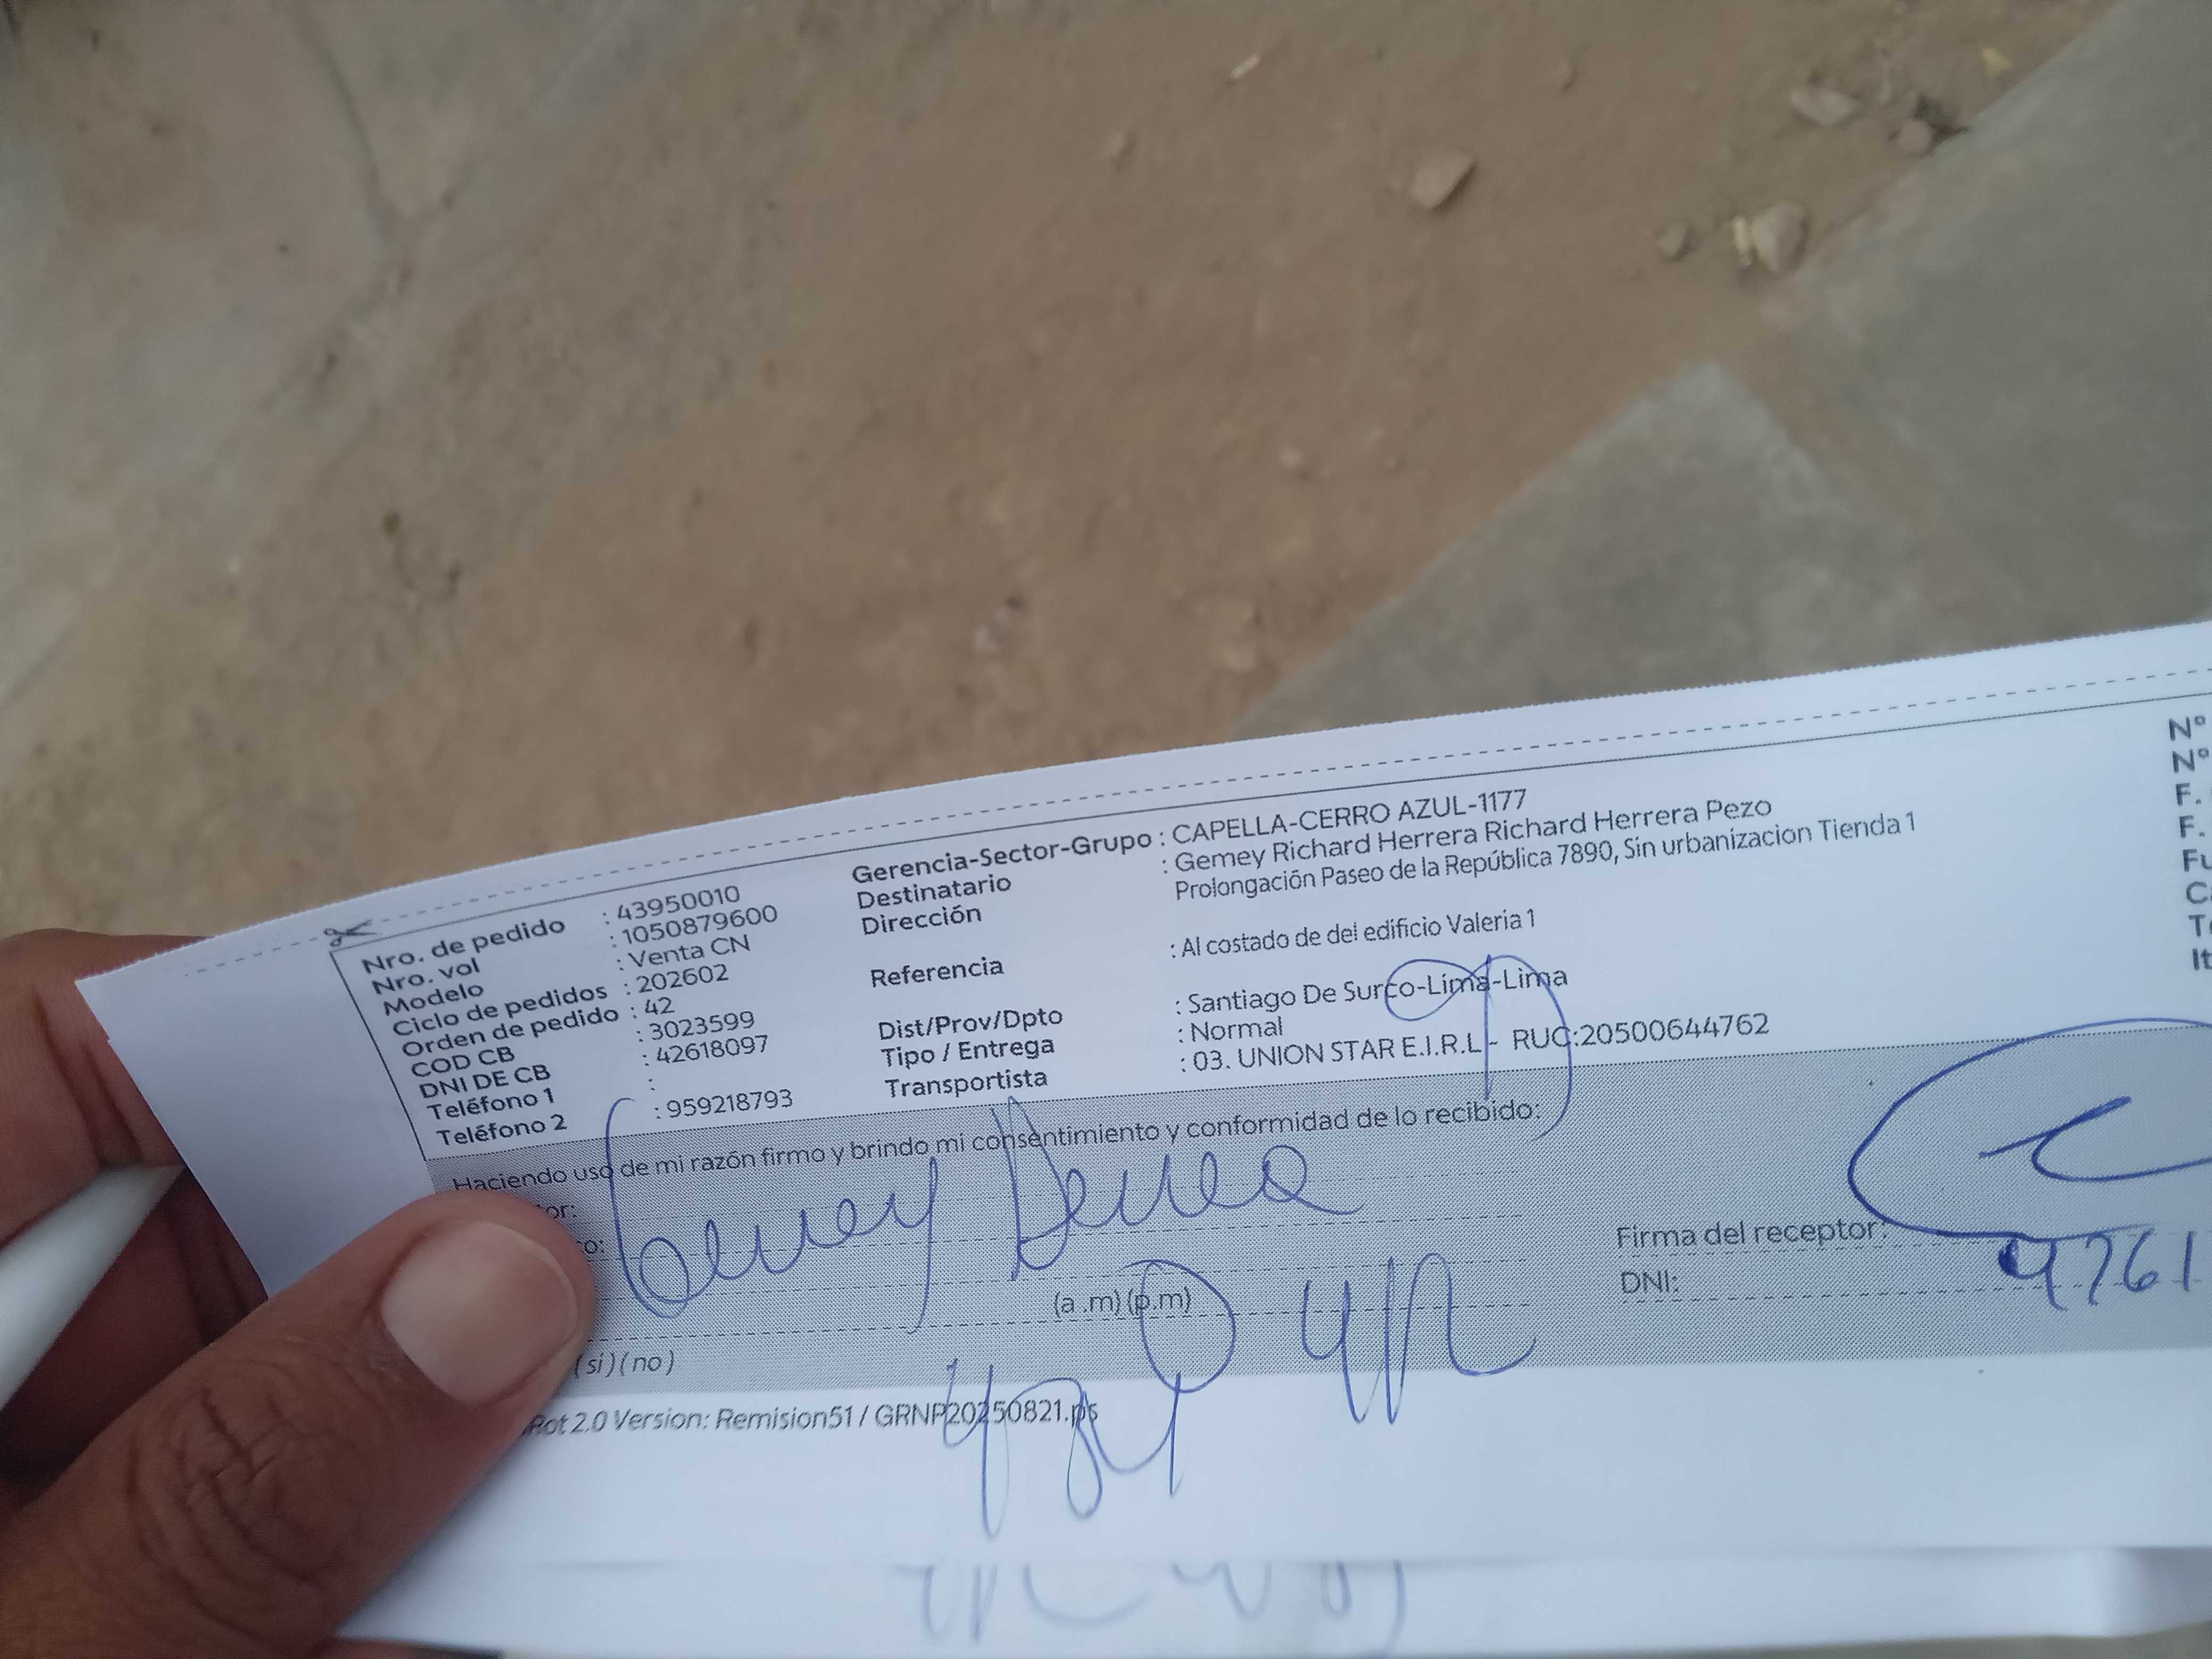 Nro. de pedido : 43950010
Nro. vol : 1050879600
Modelo : Venta CN
Ciclo de pedidos : 202602
Orden de pedido : 42
COD CB : 3023599
DNI DE CB : 42618097
Teléfono 1 :
Teléfono 2 : 959218793
Gerencia-Sector-Grupo : CAPELLA-CERRO AZUL-1177
Destinatario : Gemey Richard Herrera Richard Herrera Pezo
Dirección Prolongación Paseo de la República 7890, Sin urbanizacion Tienda 1
Referencia : Al costado de del edificio Valeria 1
Dist/Prov/Dpto : Santiago De Surco-Lima-Lima
Tipo / Entrega : Normal
Transportista : 03. UNION STAR E.I.R.L - RUC:20500644762
Nº
Nº
F.
F.
Haciendo uso de mi razón firmo y brindo mi consentimiento y conformidad de lo recibido:
(a .m) (p.m)
(si) (no)
Firma del receptor:
DNI: 4761
Rot 2.0 Version: Remision51 / GRNP20250821.ps